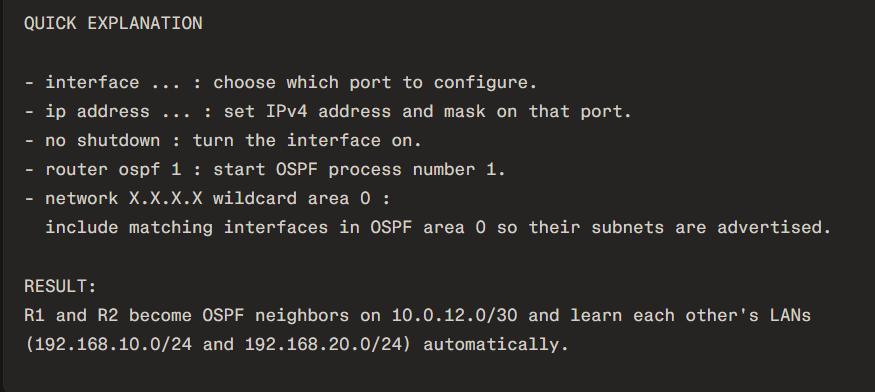 QUICK EXPLANATION
- interface ... : choose which port to configure.
- ip address ... : set IPv4 address and mask on that port.
- no shutdown : turn the interface on.
- router ospf 1 : start OSPF process number 1.
- network X.X.X.X wildcard area 0 :
include matching interfaces in OSPF area 0 so their subnets are advertised.
RESULT:
R1 and R2 become OSPF neighbors on 10.0.12.0/30 and learn each other's LANs
(192.168.10.0/24 and 192.168.20.0/24) automatically.